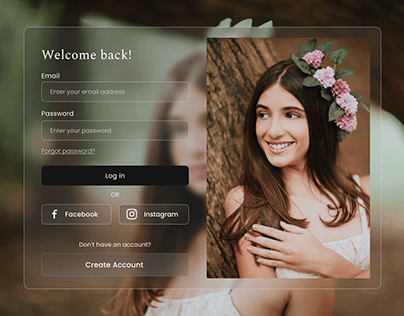 Welcome back!
Email
Enter your email address
Password
Enter your password
Forgot password?
Log in
OR
Facebook
Instagram
Don't have an account?
Create Account